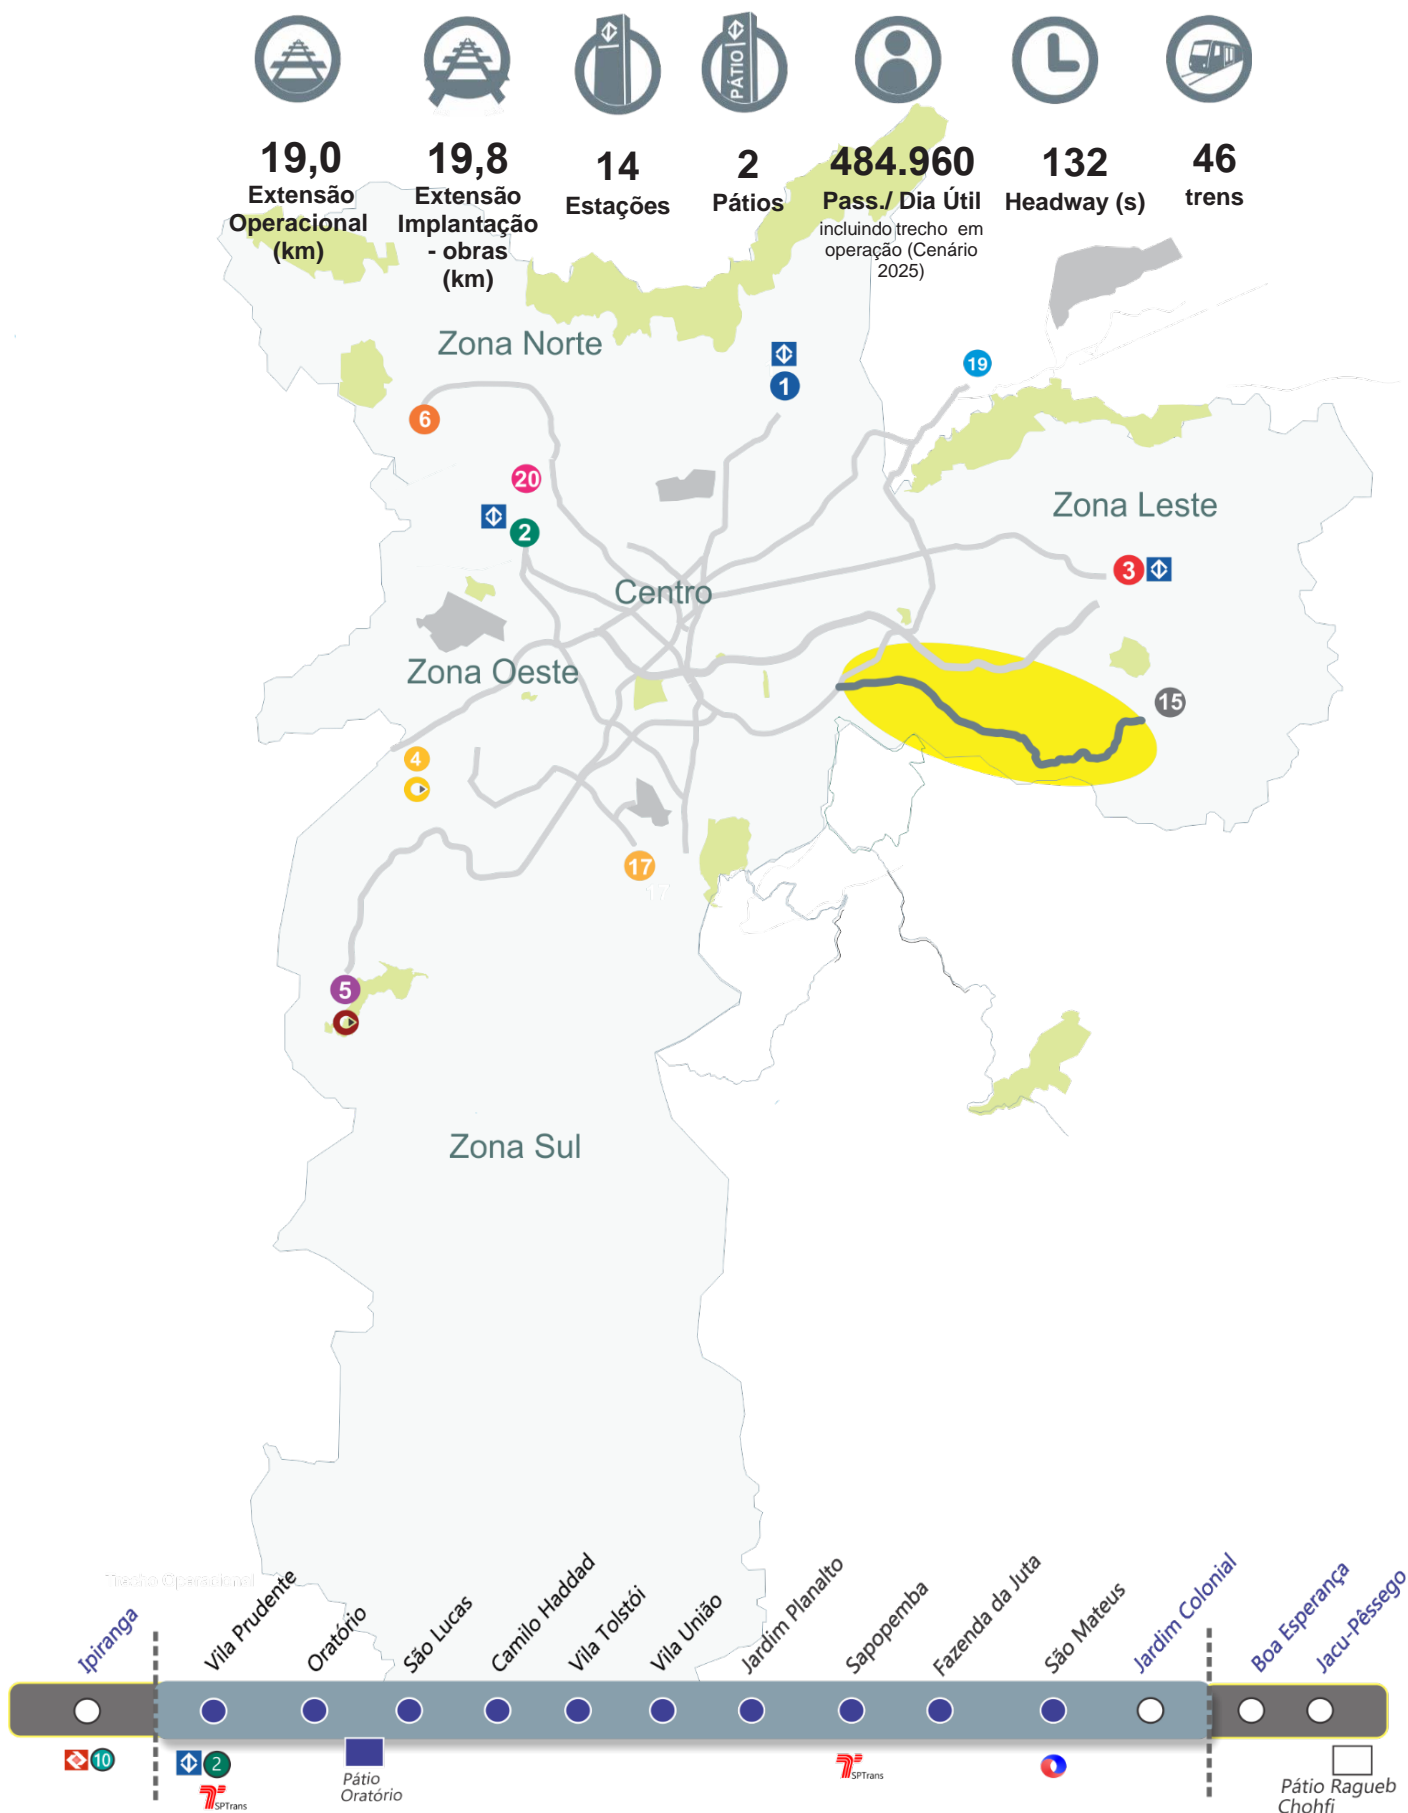 PÁTIO
19,0
Extensão
Operacional
(km)
19,8
Extensão
Implantação
- obras
(km)
14
Estações
2
Pátios
484.960
Pass./ Dia Útil
incluindo trecho em
operação (Cenário
2025)
132
Headway (s)
46
trens
Zona Norte
1
19
6
20
2
Zona Leste
3
Centro
Zona Oeste
15
4
17
17
5
Zona Sul
Trecho Operacional
Ipiranga
Vila Prudente
Oratório
São Lucas
Camilo Haddad
Vila Tolstói
Vila União
Jardim Planalto
Sapopemba
Fazenda da Juta
São Mateus
Jardim Colonial
Boa Esperança
Jacu-Pêssego
10
2
SPTrans
Pátio
Oratório
SPTrans
Pátio Ragueb
Chohfi